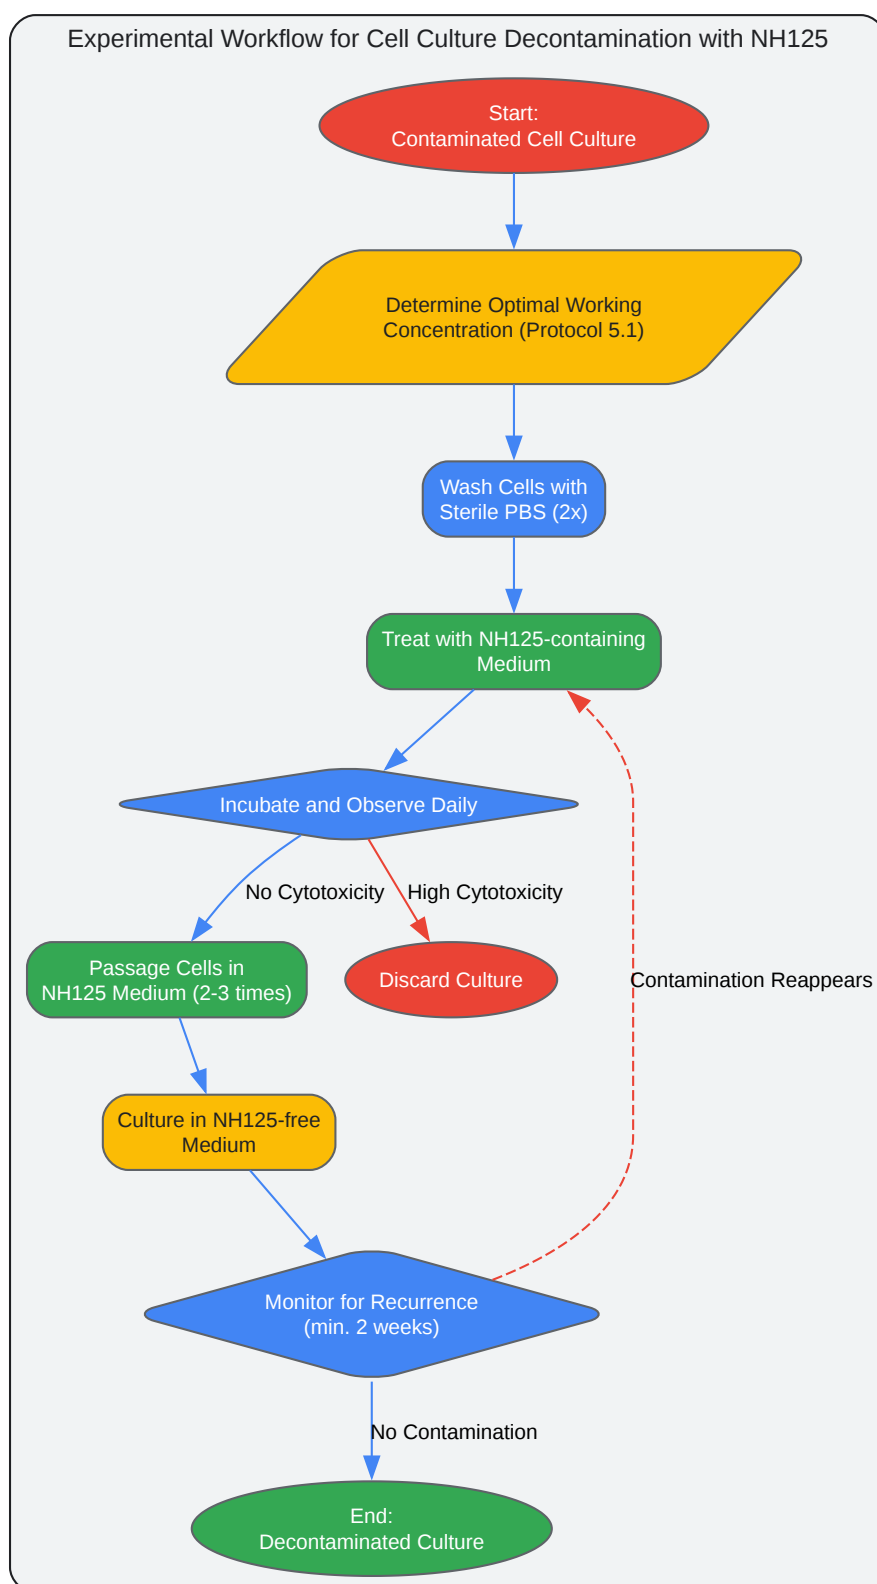 Experimental Workflow for Cell Culture Decontamination with NH125
Start:
Contaminated Cell Culture
Determine Optimal Working
Concentration (Protocol 5.1)
Wash Cells with
Sterile PBS (2x)
Treat with NH125-containing
Medium
Incubate and Observe Daily
No Cytotoxicity
High Cytotoxicity
Passage Cells in
NH125 Medium (2-3 times)
Discard Culture
Contamination Reappears
Culture in NH125-free
Medium
Monitor for Recurrence
(min. 2 weeks)
No Contamination
End:
Decontaminated Culture